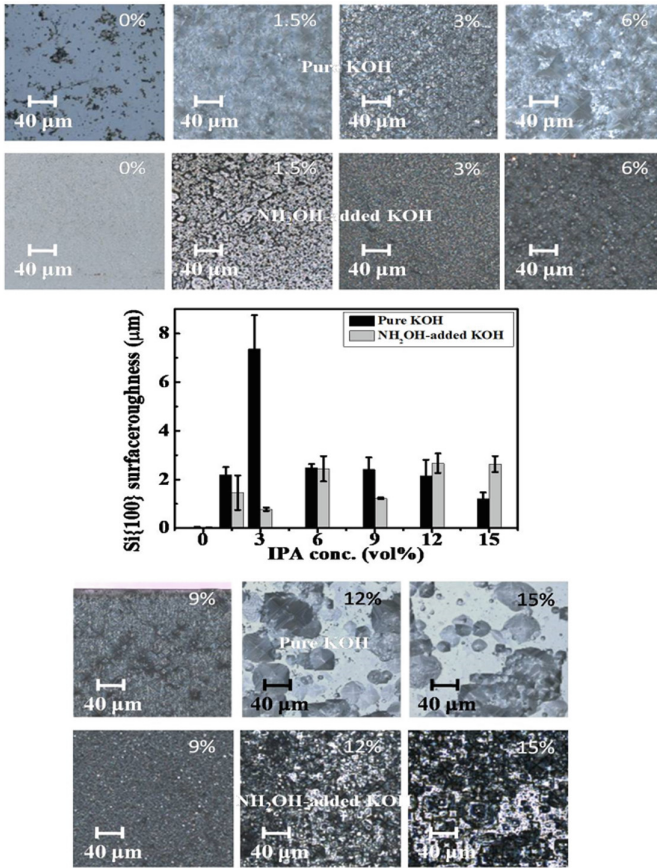 0% 1.5% 3% 6%
Pure KOH
40 µm 40 µm 40 µm 40 µm
0% 1.5% 3% 6%
NH₂OH-added KOH
40 µm 40 µm 40 µm 40 µm
Pure KOH
NH₂OH-added KOH
Si{100} surfaceroughness (µm)
8
6
4
2
0
0 3 6 9 12 15
IPA conc. (vol%)
9% 12% 15%
Pure KOH
40 µm 40 µm 40 µm
9% 12% 15%
NH₂OH-added KOH
40 µm 40 µm 40 µm